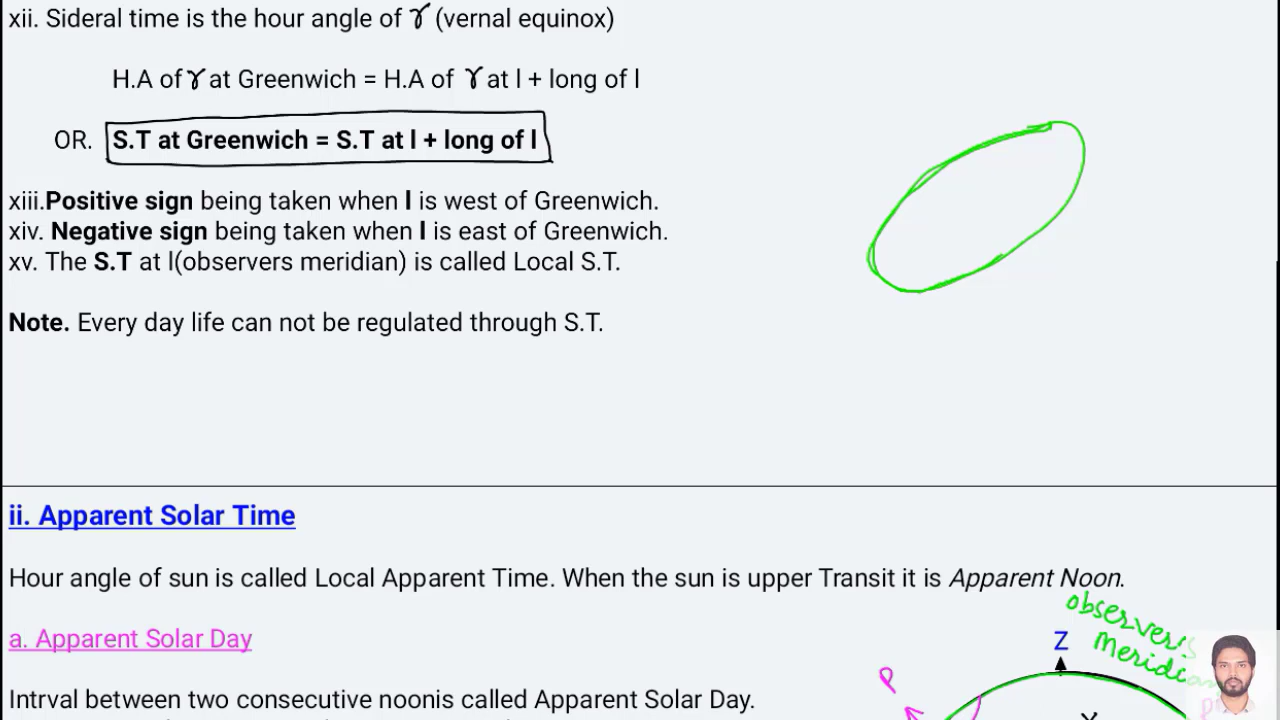 xii. Sideral time is the hour angle of ♈ (vernal equinox)
H.A of ♈ at Greenwich = H.A of ♈ at l + long of l
OR. S.T at Greenwich = S.T at l + long of l
xiii.Positive sign being taken when l is west of Greenwich.
xiv. Negative sign being taken when l is east of Greenwich.
xv. The S.T at l(observers meridian) is called Local S.T.
Note. Every day life can not be regulated through S.T.
ii. Apparent Solar Time
Hour angle of sun is called Local Apparent Time. When the sun is upper Transit it is Apparent Noon.
observer's
Meridian
a. Apparent Solar Day
Z
P
Intrval between two consecutive noonis called Apparent Solar Day.